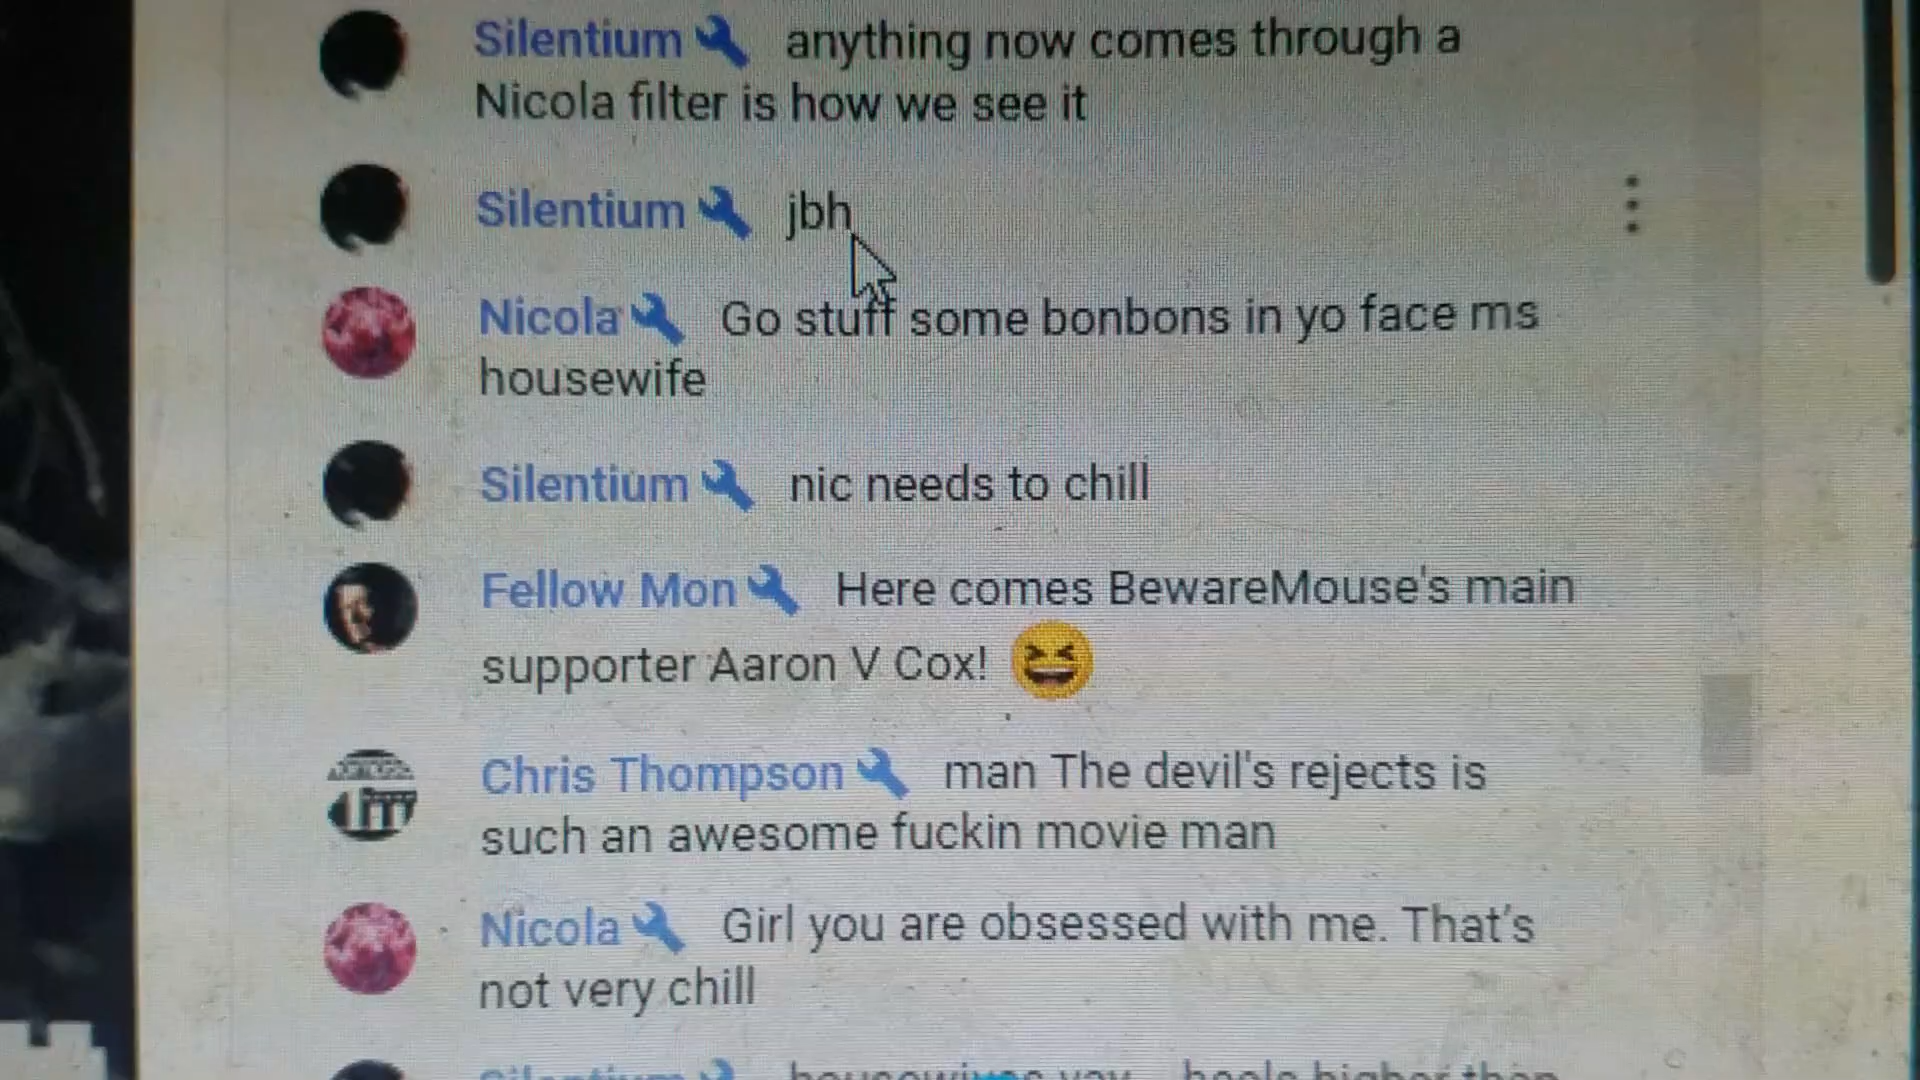 Silentium anything now comes through a
Nicola filter is how we see it
Silentium jbh
Nicola Go stuff some bonbons in yo face ms
housewife
Silentium nic needs to chill
Fellow Mon Here comes BewareMouse's main
supporter Aaron V Cox!
Chris Thompson man The devil's rejects is
such an awesome fuckin movie man
Nicola Girl you are obsessed with me. That's
not very chill
Silentium